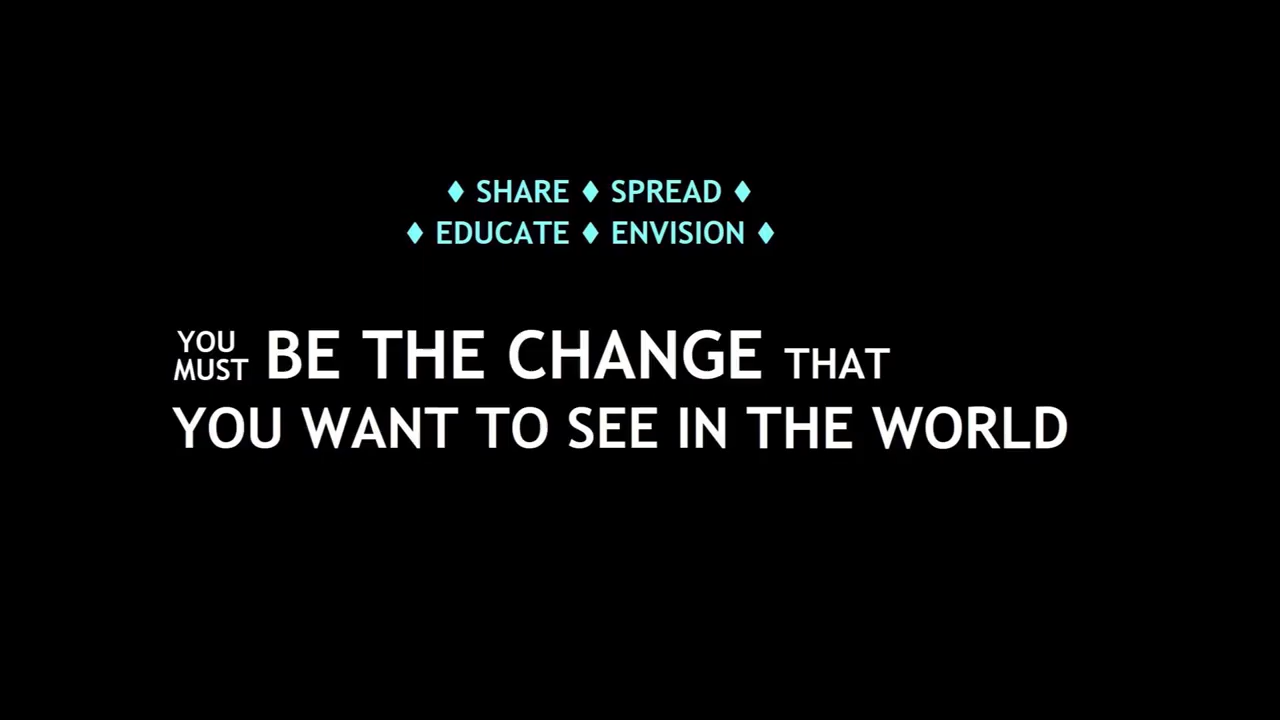 ♦ SHARE ♦ SPREAD ♦
♦ EDUCATE ♦ ENVISION ♦
YOU MUST BE THE CHANGE THAT
YOU WANT TO SEE IN THE WORLD